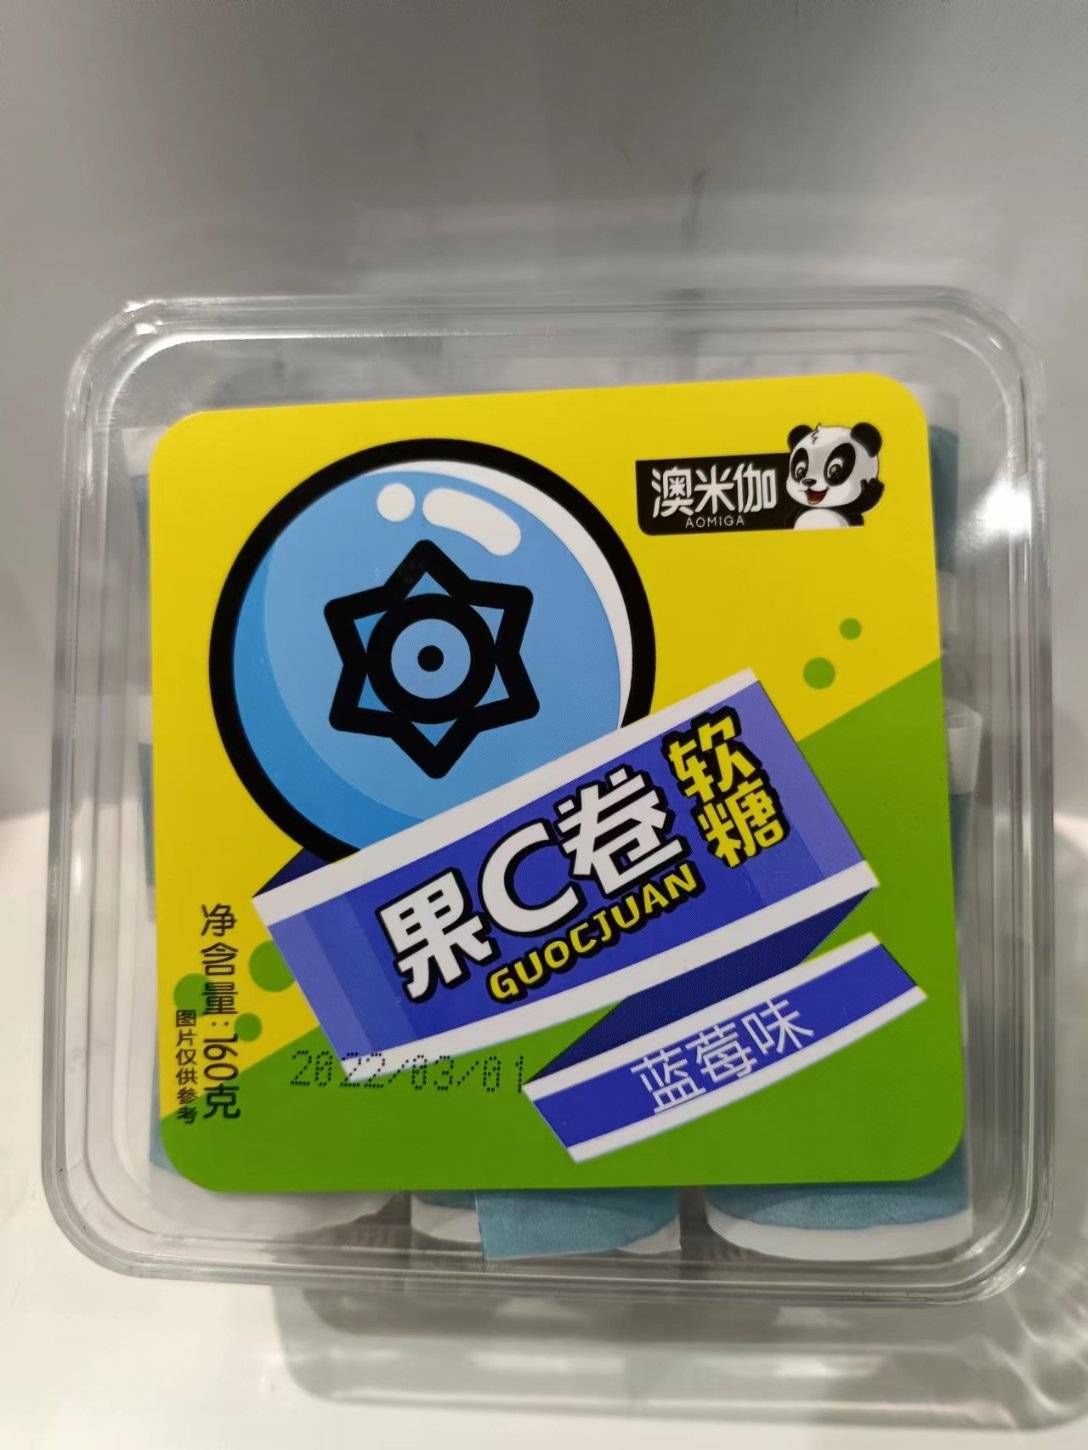 澳米伽
AOMIGA
果C卷
软糖
GUOCJUAN
蓝莓味
净含量:160克
图片仅供参考
2022/03/01